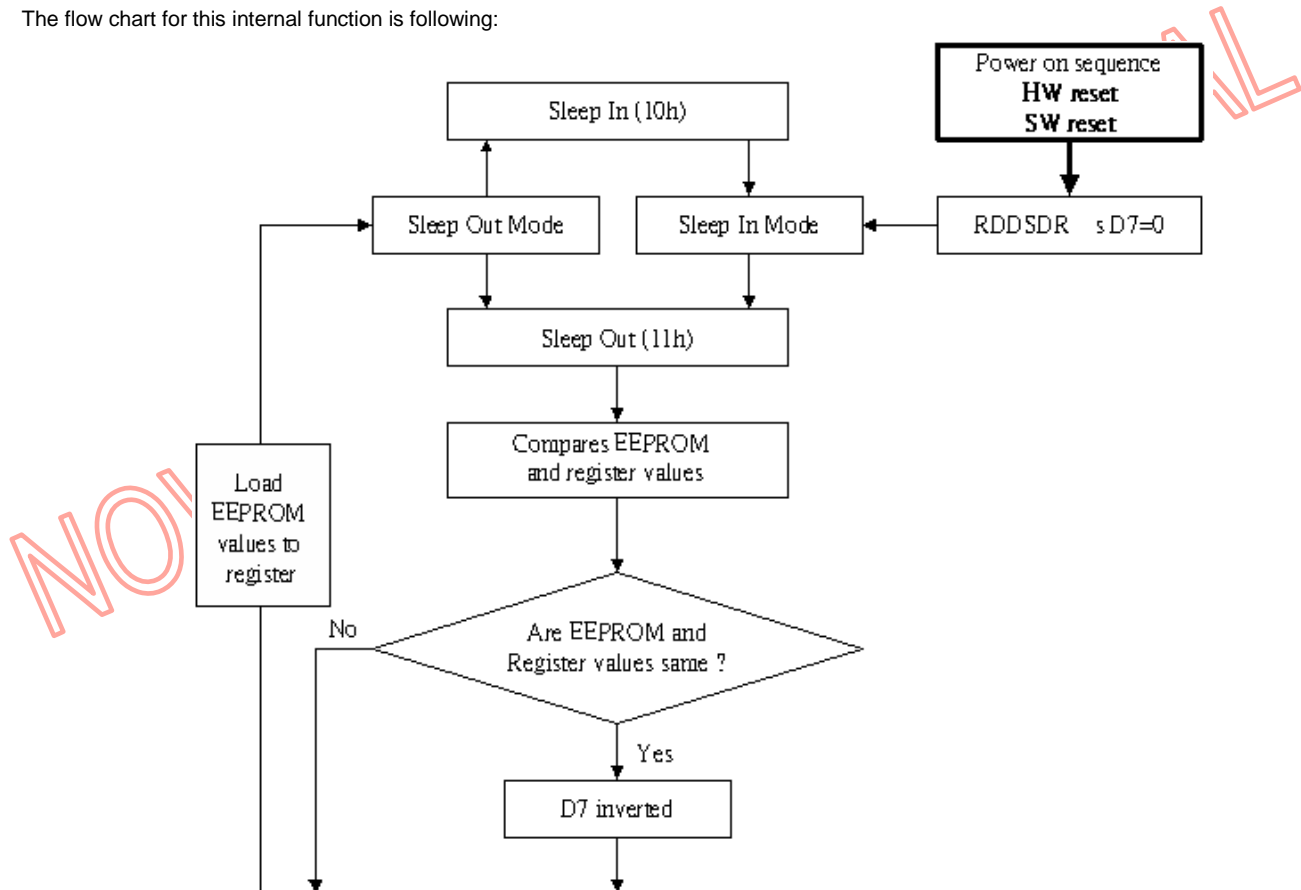 The flow chart for this internal function is following:
Power on sequence
HW reset
SW reset
Sleep In (10h)
Sleep Out Mode
Sleep In Mode
RDDSDR s D7=0
Sleep Out (11h)
Compares EEPROM
and register values
Load
EEPROM
values to
register
No
Are EEPROM and
Register values same ?
Yes
D7 inverted